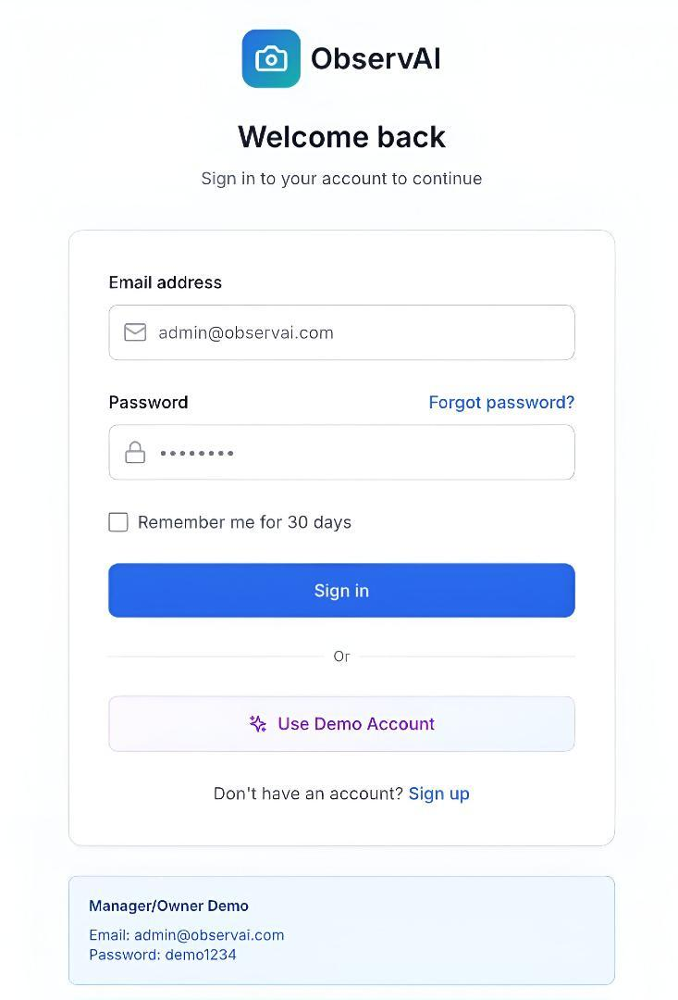 ObservAI
Welcome back
Sign in to your account to continue
Email address
admin@observai.com
Password Forgot password?
••••••••
Remember me for 30 days
Sign in
Or
Use Demo Account
Don't have an account? Sign up
Manager/Owner Demo
Email: admin@observai.com
Password: demo1234